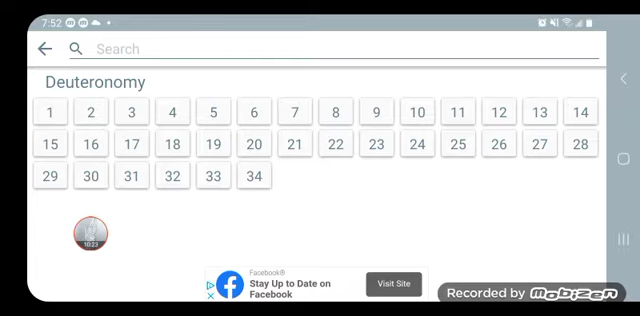 7:52
Search
Deuteronomy
1 2 3 4 5 6 7 8 9 10 11 12 13 14
15 16 17 18 19 20 21 22 23 24 25 26 27 28
29 30 31 32 33 34
10:23
Facebook®
Stay Up to Date on
Facebook
Visit Site
Recorded by Mobizen